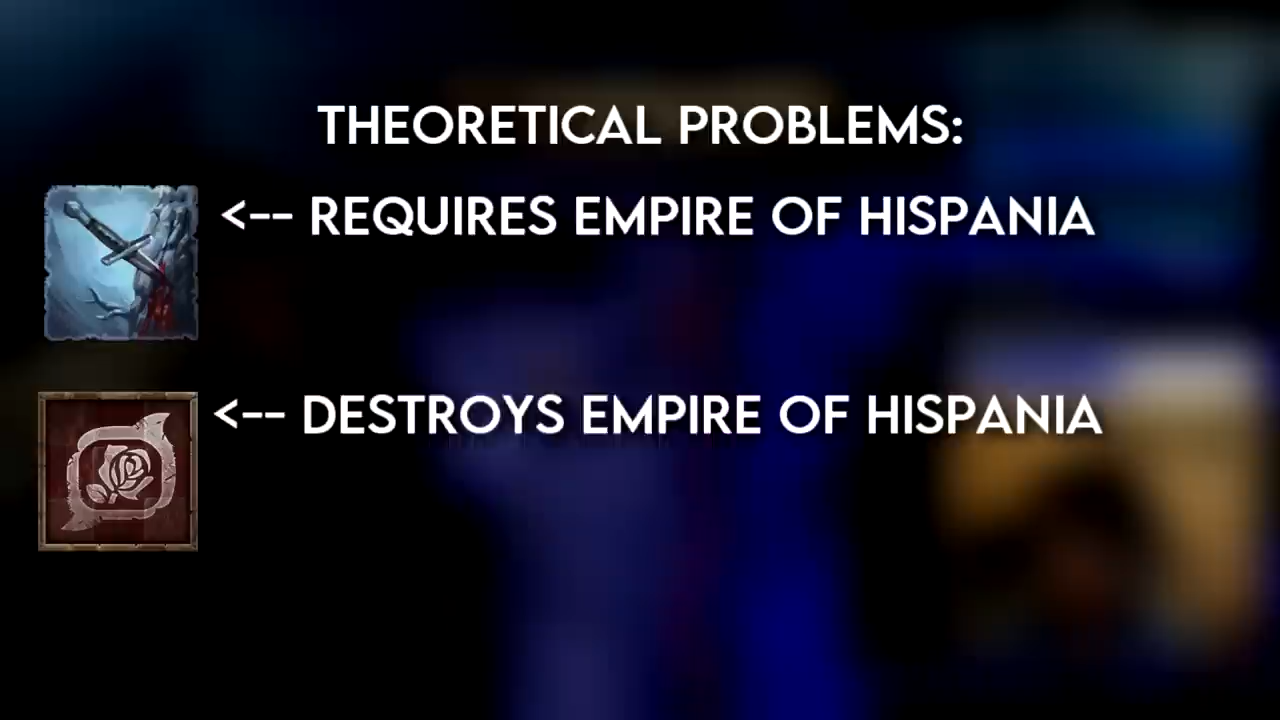 THEORETICAL PROBLEMS:
<-- REQUIRES EMPIRE OF HISPANIA
<-- DESTROYS EMPIRE OF HISPANIA